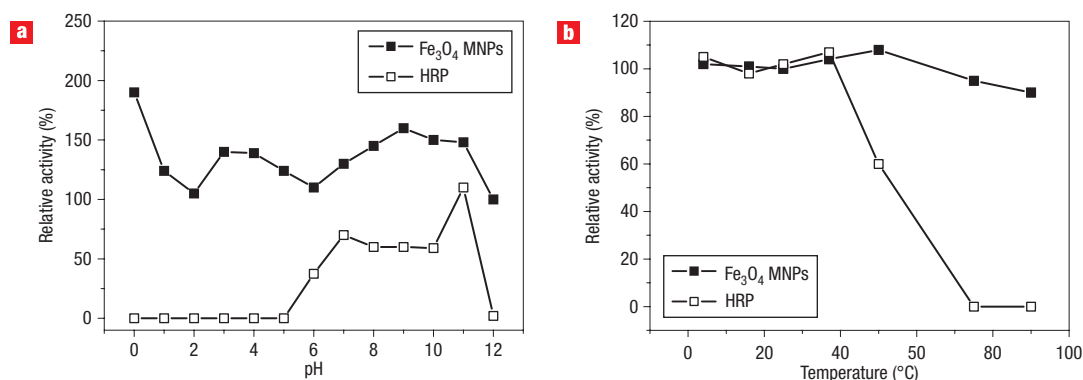 a
250
200
150
100
50
0
Relative activity (%)
Fe₃O₄ MNPs
HRP
0 2 4 6 8 10 12
pH
b
120
100
80
60
40
20
0
Relative activity (%)
Fe₃O₄ MNPs
HRP
0 20 40 60 80 100
Temperature (°C)